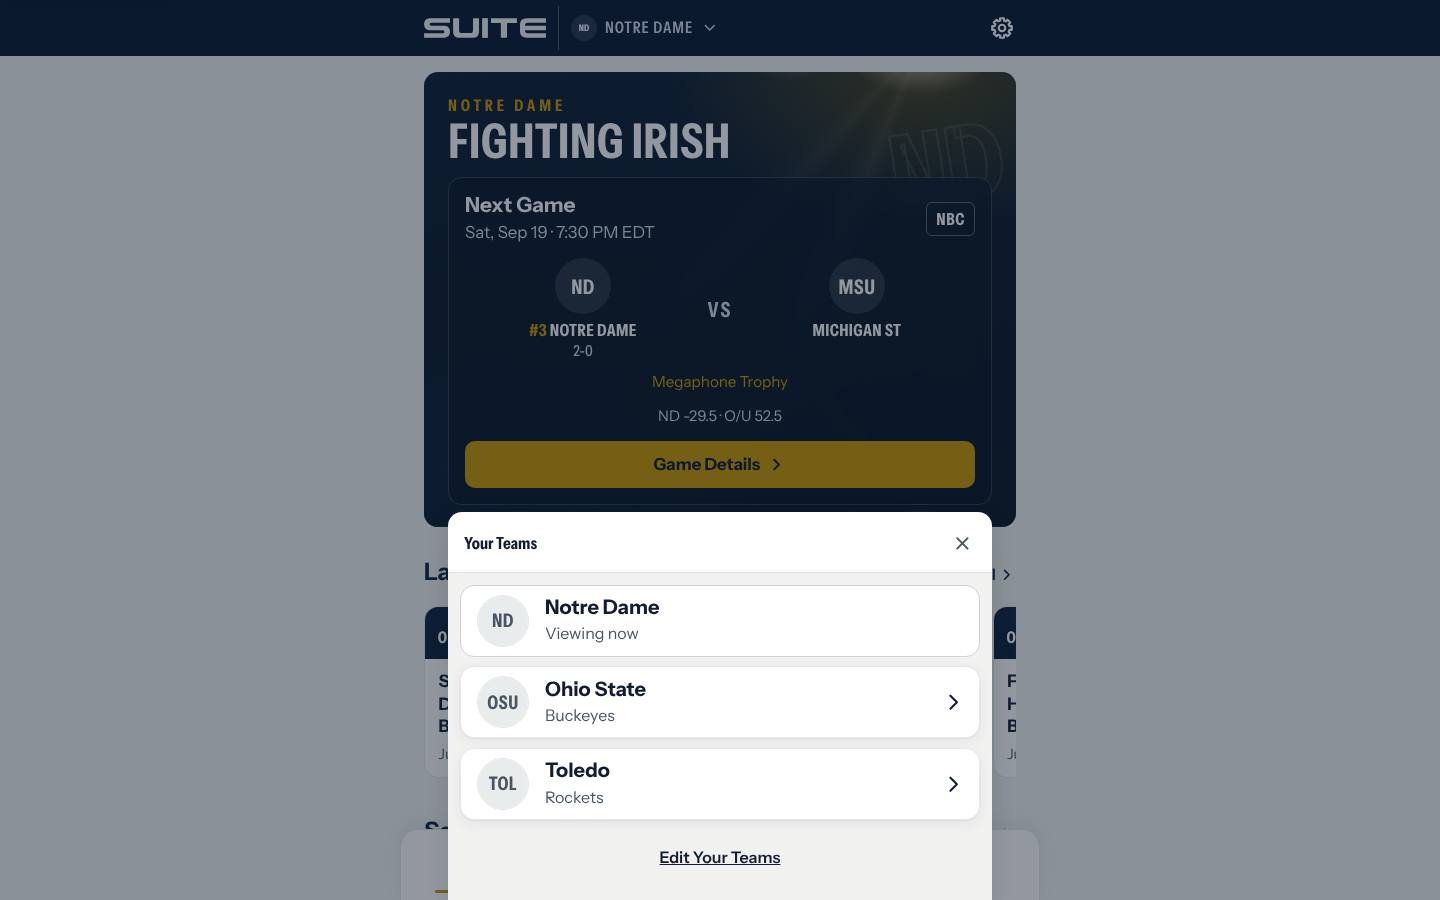 SUITE
ND NOTRE DAME
NOTRE DAME
FIGHTING IRISH
ND
Next Game
Sat, Sep 19 · 7:30 PM EDT
NBC
ND
MSU
VS
#3 NOTRE DAME
MICHIGAN ST
2-0
Megaphone Trophy
ND -29.5 · O/U 52.5
Game Details
Your Teams
ND
Notre Dame
Viewing now
OSU
Ohio State
Buckeyes
TOL
Toledo
Rockets
Edit Your Teams